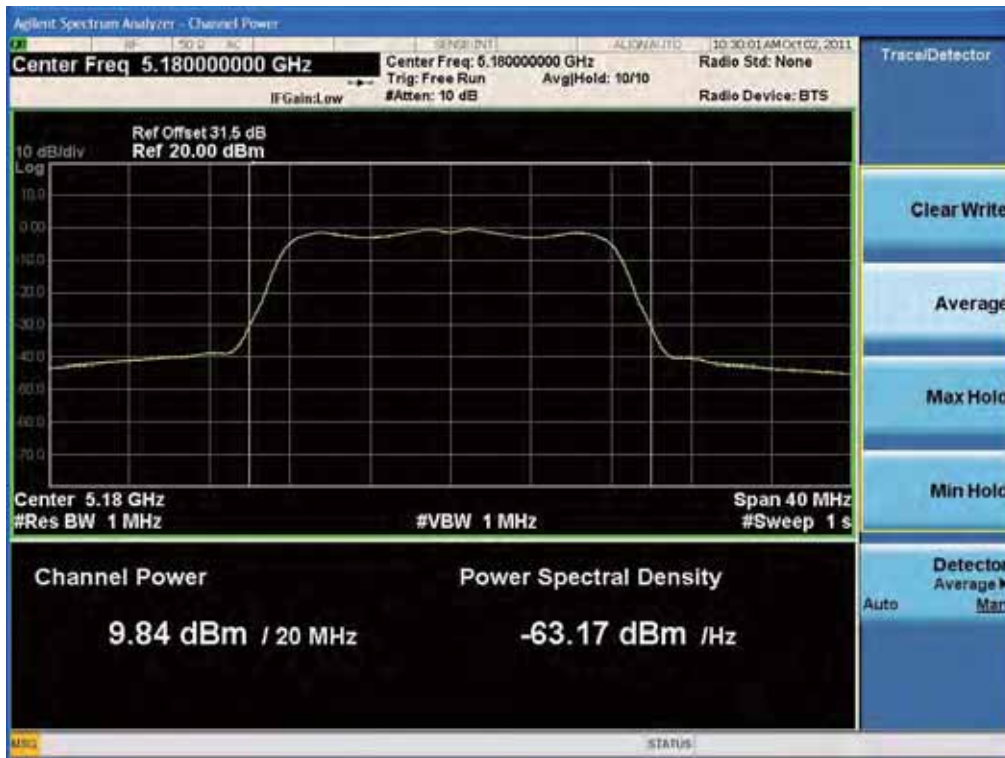 Agilent Spectrum Analyzer - Channel Power
RF 50 Ω AC SENSE:INT ALIGNAUTO 10:30:01 AM Oct 02, 2011
Center Freq 5.180000000 GHz
Center Freq: 5.180000000 GHz
Radio Std: None
Trig: Free Run Avg|Hold: 10/10
IFGain:Low
#Atten: 10 dB
Radio Device: BTS
Trace/Detector
Ref Offset 31.5 dB
10 dB/div Ref 20.00 dBm
Log
10.0
0.00
-10.0
-20.0
-30.0
-40.0
-50.0
-60.0
-70.0
Center 5.18 GHz
Span 40 MHz
#Res BW 1 MHz
#VBW 1 MHz
#Sweep 1 s
Channel Power
Power Spectral Density
9.84 dBm / 20 MHz
-63.17 dBm /Hz
Clear Write
Average
Max Hold
Min Hold
Detector
Average
Auto Man
MSG
STATUS